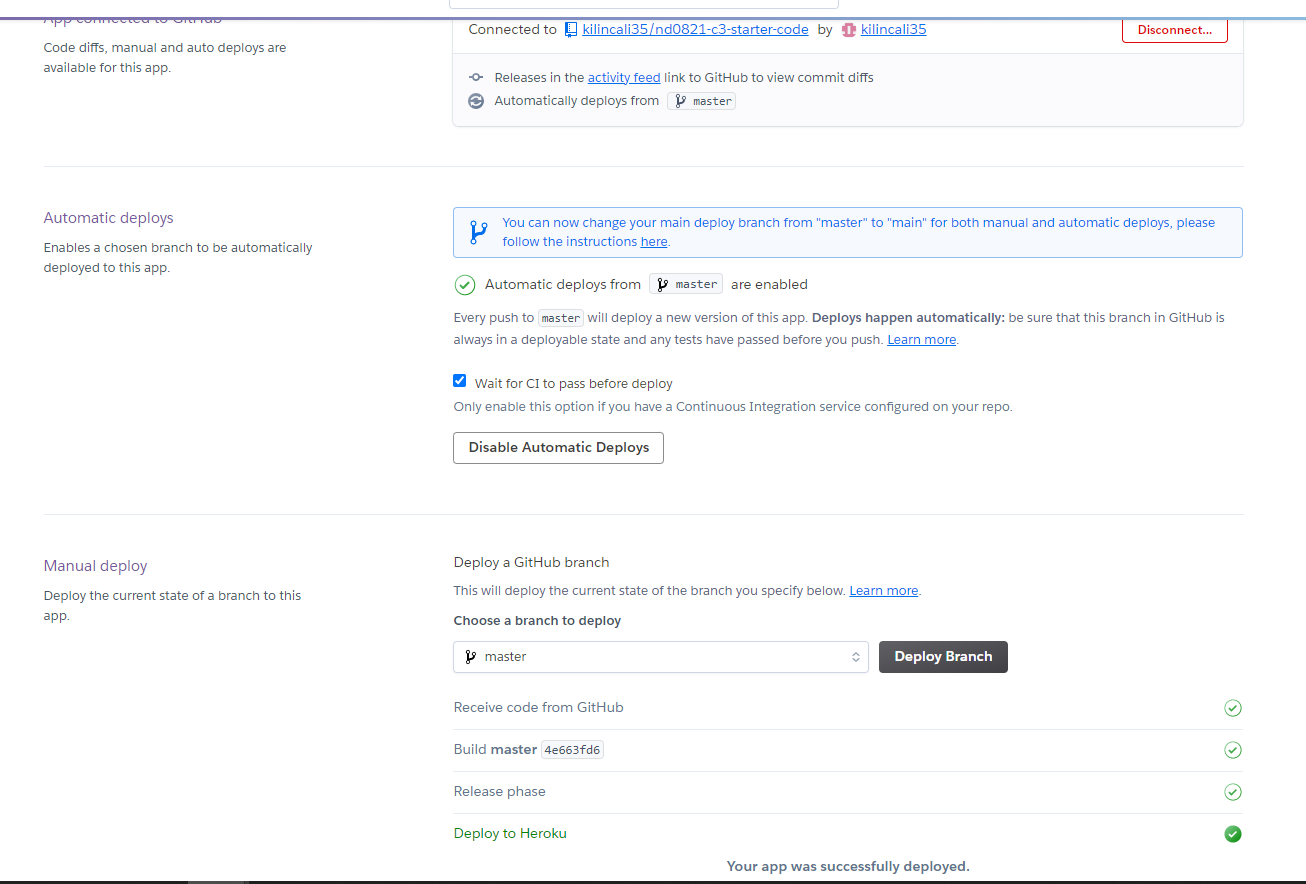 App connected to GitHub
Code diffs, manual and auto deploys are
available for this app.
Connected to kilincali35/nd0821-c3-starter-code by kilincali35
Disconnect...
Releases in the activity feed link to GitHub to view commit diffs
Automatically deploys from master
Automatic deploys
Enables a chosen branch to be automatically
deployed to this app.
You can now change your main deploy branch from "master" to "main" for both manual and automatic deploys, please
follow the instructions here.
Automatic deploys from master are enabled
Every push to master will deploy a new version of this app. Deploys happen automatically: be sure that this branch in GitHub is
always in a deployable state and any tests have passed before you push. Learn more.
Wait for CI to pass before deploy
Only enable this option if you have a Continuous Integration service configured on your repo.
Disable Automatic Deploys
Manual deploy
Deploy the current state of a branch to this
app.
Deploy a GitHub branch
This will deploy the current state of the branch you specify below. Learn more.
Choose a branch to deploy
master
Deploy Branch
Receive code from GitHub
Build master 4e663fd6
Release phase
Deploy to Heroku
Your app was successfully deployed.